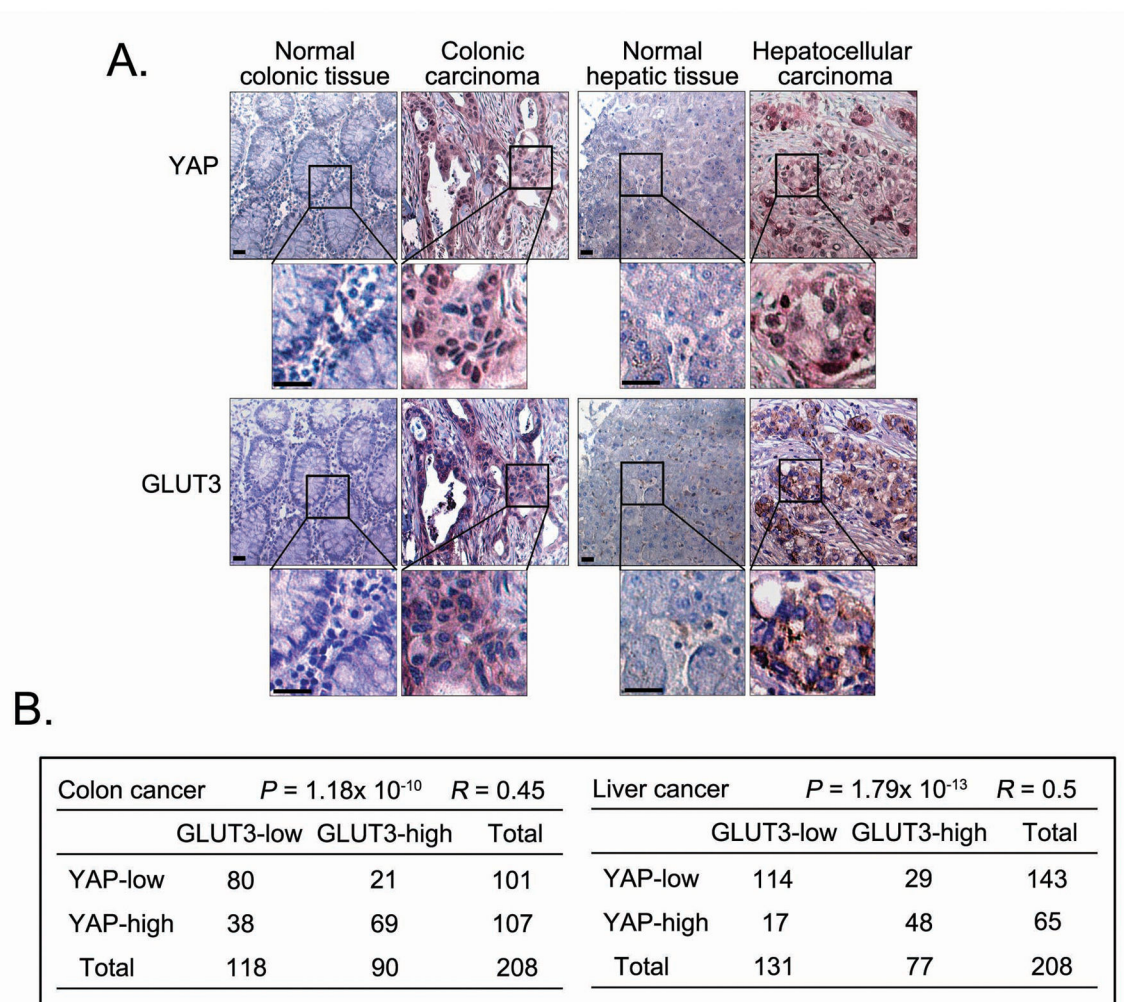 A.
Normal colonic tissue
Colonic carcinoma
Normal hepatic tissue
Hepatocellular carcinoma
YAP
GLUT3
B.
Colon cancer P = 1.18x 10⁻¹⁰ R = 0.45
GLUT3-low GLUT3-high Total
YAP-low 80 21 101
YAP-high 38 69 107
Total 118 90 208
Liver cancer P = 1.79x 10⁻¹³ R = 0.5
GLUT3-low GLUT3-high Total
YAP-low 114 29 143
YAP-high 17 48 65
Total 131 77 208